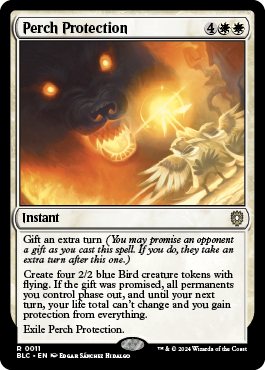 Perch Protection 4
Instant
Gift an extra turn (You may promise an opponent
a gift as you cast this spell. If you do, they take an
extra turn after this one.)
Create four 2/2 blue Bird creature tokens with
flying. If the gift was promised, all permanents
you control phase out, and until your next
turn, your life total can't change and you gain
protection from everything.
Exile Perch Protection.
R 0011
BLC • EN Edgar Sánchez Hidalgo
™ & © 2024 Wizards of the Coast